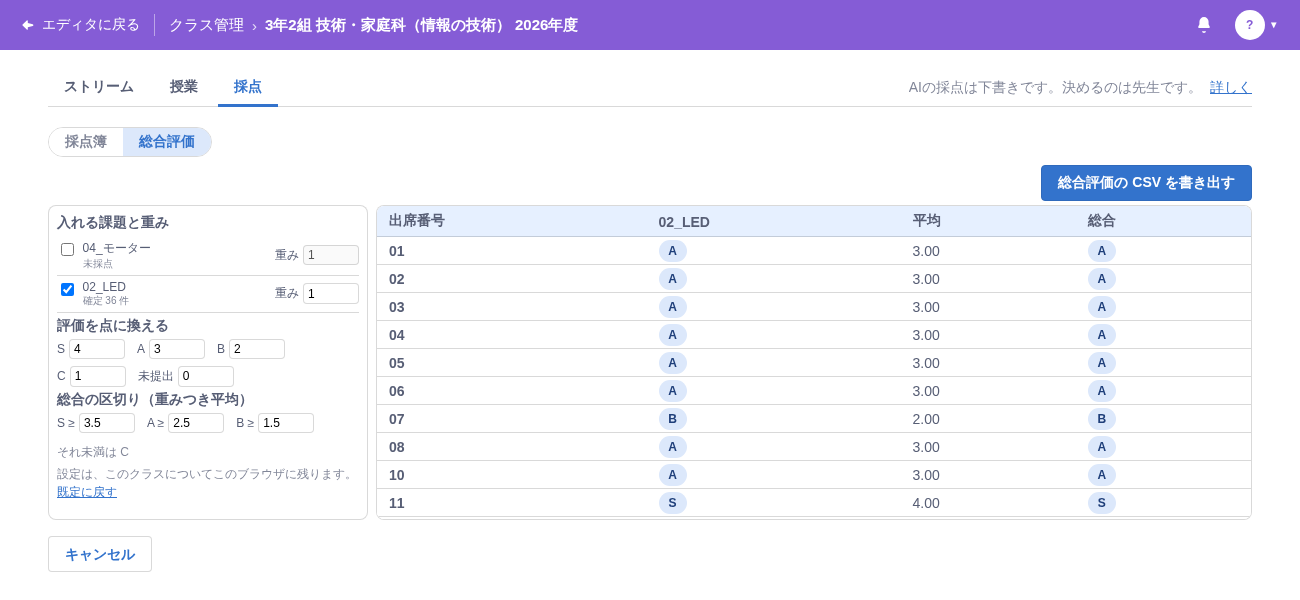 エディタに戻る クラス管理 › 3年2組 技術・家庭科（情報の技術） 2026年度 ? ▾
ストリーム 授業 採点 AIの採点は下書きです。決めるのは先生です。 詳しく
採点簿 総合評価
総合評価の CSV を書き出す
入れる課題と重み
04_モーター
未採点
重み 1
02_LED
確定 36 件
重み 1
評価を点に換える
S 4 A 3 B 2
C 1 未提出 0
総合の区切り（重みつき平均）
S ≥ 3.5 A ≥ 2.5 B ≥ 1.5
それ未満は C
設定は、このクラスについてこのブラウザに残ります。
既定に戻す
出席番号 02_LED 平均 総合
01 A 3.00 A
02 A 3.00 A
03 A 3.00 A
04 A 3.00 A
05 A 3.00 A
06 A 3.00 A
07 B 2.00 B
08 A 3.00 A
10 A 3.00 A
11 S 4.00 S
キャンセル